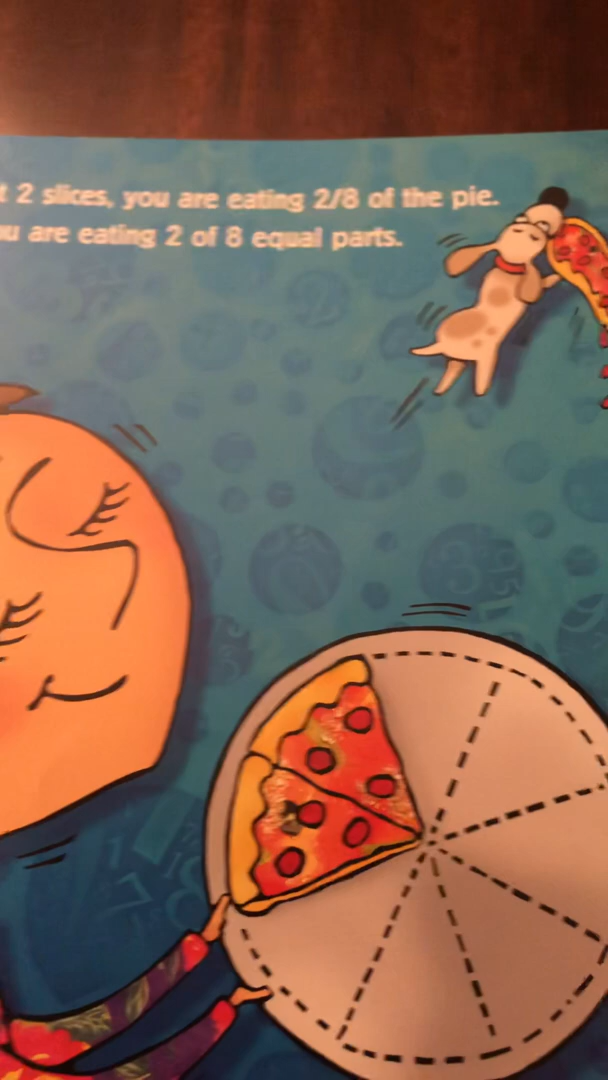 2 slices, you are eating 2/8 of the pie.
are eating 2 of 8 equal parts.